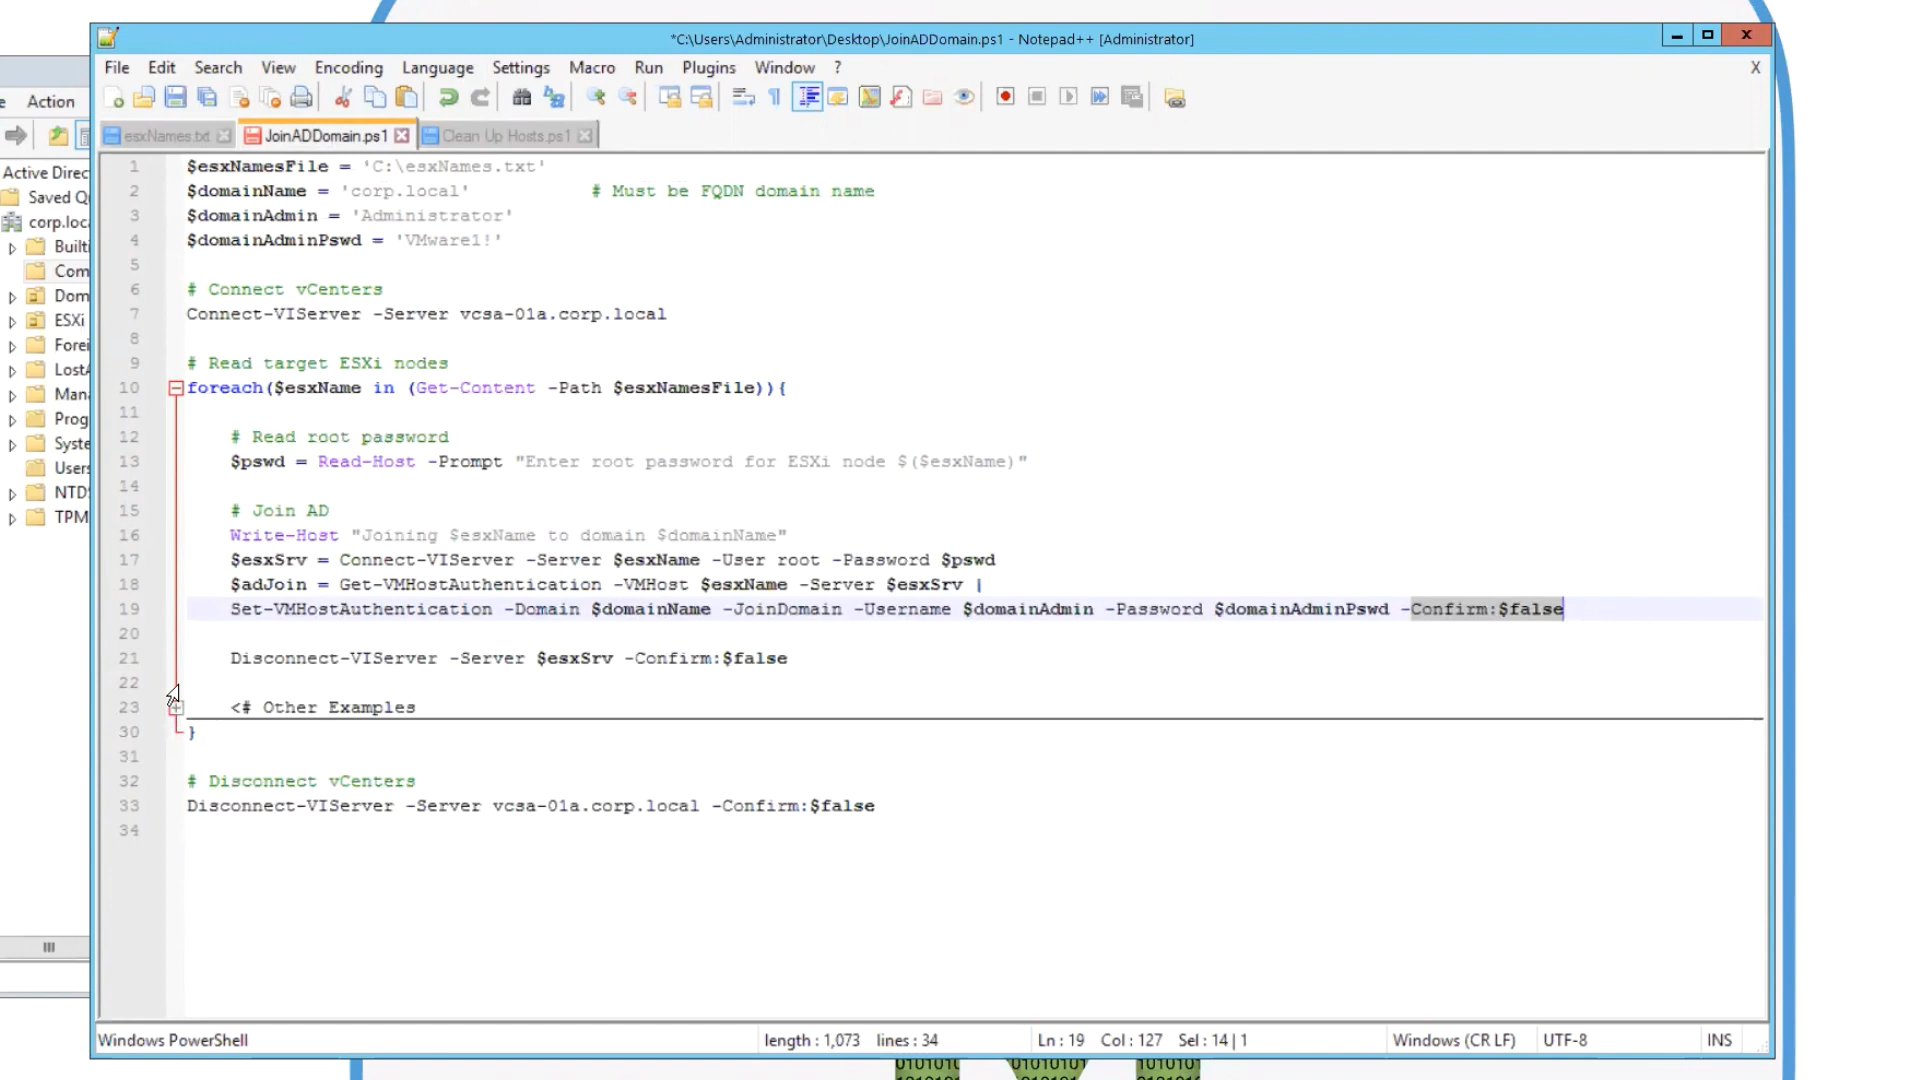 *C:\Users\Administrator\Desktop\JoinADDomain.ps1 - Notepad++ [Administrator]
File Edit Search View Encoding Language Settings Macro Run Plugins Window ? X
Action
esxNames.txt JoinADDomain.ps1 Clean Up Hosts.ps1
Active Direc
Saved Q
corp.loc
Builti
Com
Dom
ESXi
Forei
LostA
Mana
Prog
Syste
Users
NTDS
TPM
1 $esxNamesFile = 'C:\esxNames.txt'
2 $domainName = 'corp.local' # Must be FQDN domain name
3 $domainAdmin = 'Administrator'
4 $domainAdminPswd = 'VMware1!'
5
6 # Connect vCenters
7 Connect-VIServer -Server vcsa-01a.corp.local
8
9 # Read target ESXi nodes
10 foreach($esxName in (Get-Content -Path $esxNamesFile)){
11
12 # Read root password
13 $pswd = Read-Host -Prompt "Enter root password for ESXi node $($esxName)"
14
15 # Join AD
16 Write-Host "Joining $esxName to domain $domainName"
17 $esxSrv = Connect-VIServer -Server $esxName -User root -Password $pswd
18 $adJoin = Get-VMHostAuthentication -VMHost $esxName -Server $esxSrv |
19 Set-VMHostAuthentication -Domain $domainName -JoinDomain -Username $domainAdmin -Password $domainAdminPswd -Confirm:$false
20
21 Disconnect-VIServer -Server $esxSrv -Confirm:$false
22
23 <# Other Examples
30 }
31
32 # Disconnect vCenters
33 Disconnect-VIServer -Server vcsa-01a.corp.local -Confirm:$false
34
Windows PowerShell length : 1,073 lines : 34 Ln : 19 Col : 127 Sel : 14 | 1 Windows (CR LF) UTF-8 INS